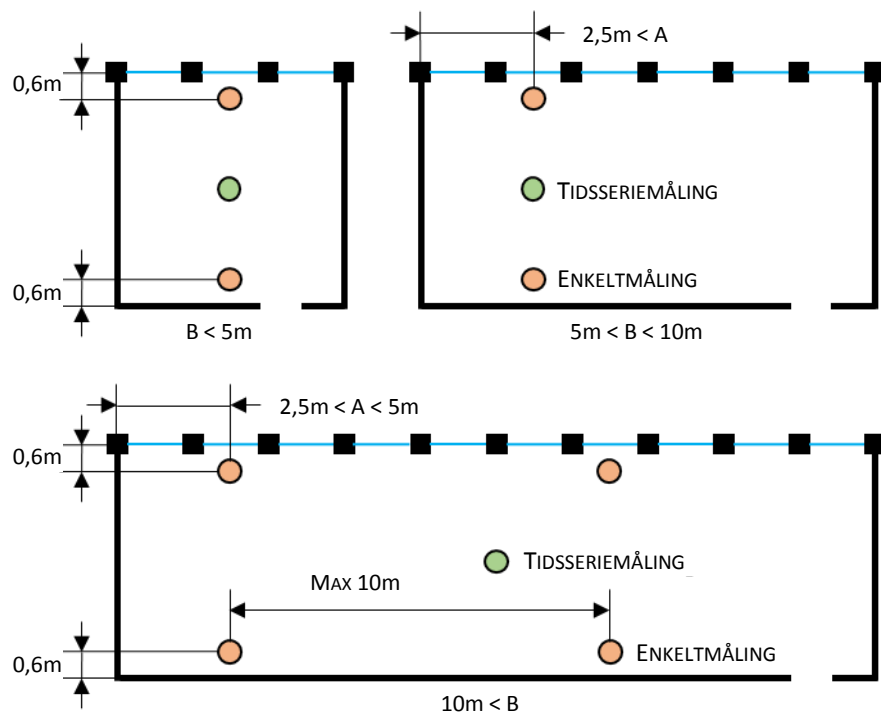 2,5m < A
0,6m
TIDSSERIEMÅLING
0,6m
ENKELTMÅLING
B < 5m
5m < B < 10m
2,5m < A < 5m
0,6m
TIDSSERIEMÅLING
MAX 10m
0,6m
ENKELTMÅLING
10m < B